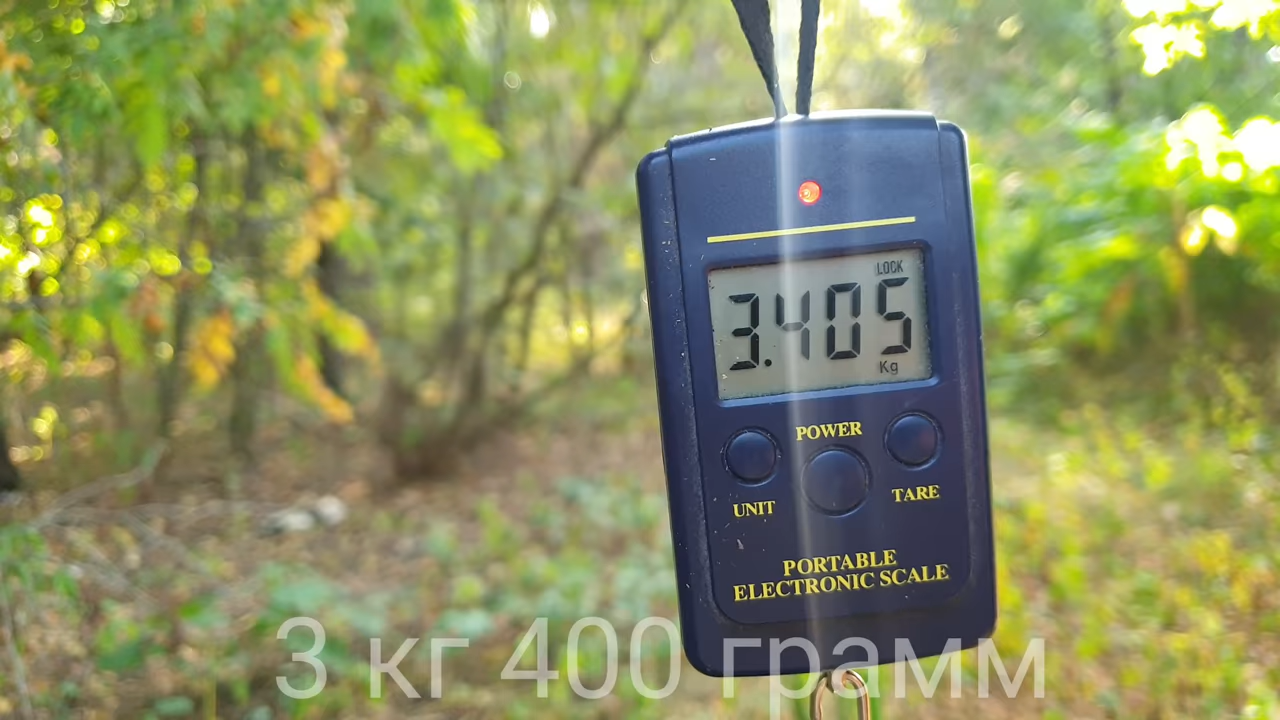 LOCK
3.405
Kg
POWER
UNIT
TARE
PORTABLE
ELECTRONIC SCALE
3 кг 400 грамм